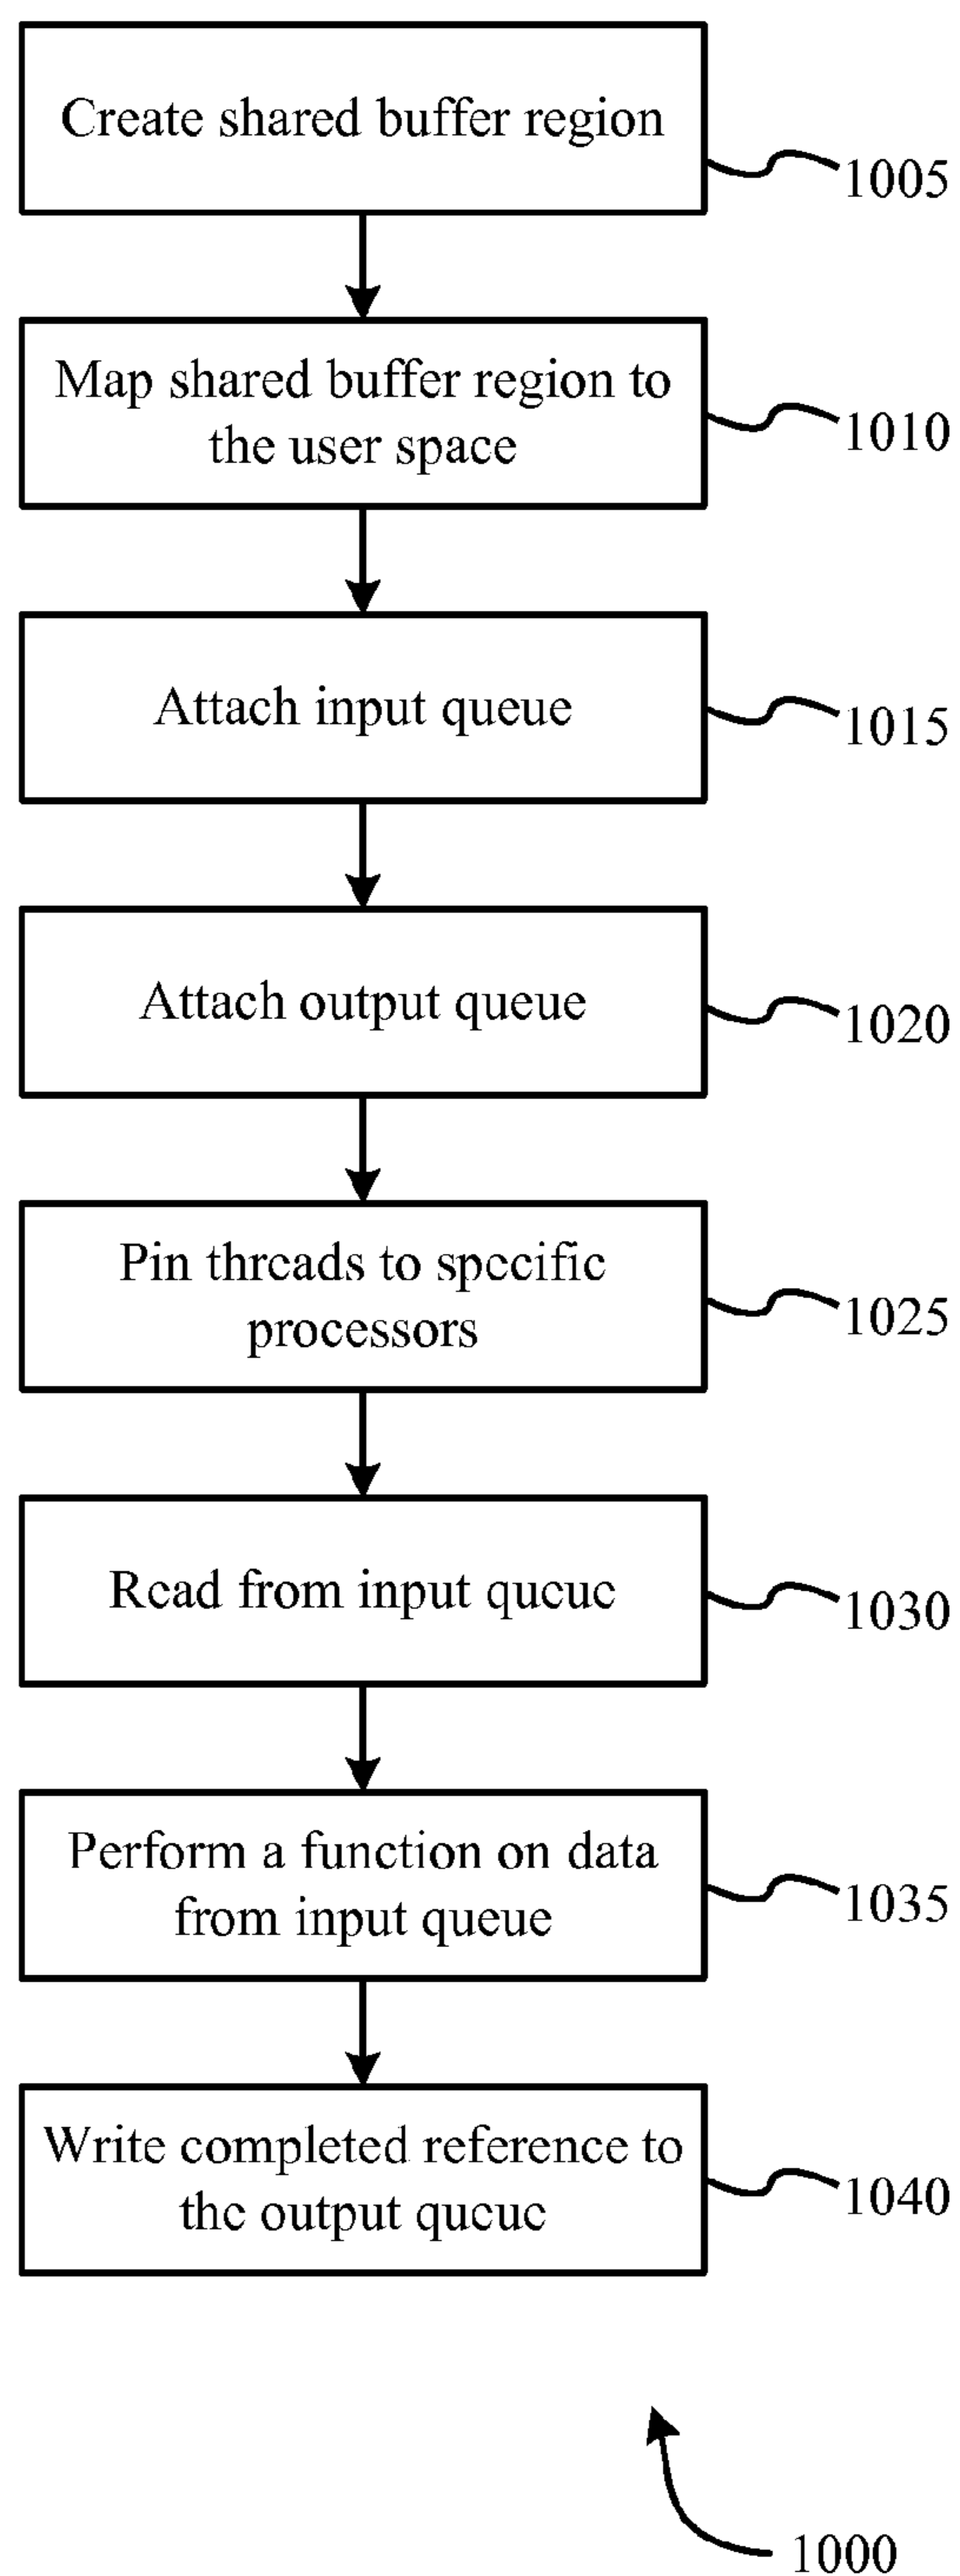 Create shared buffer region
1005
Map shared buffer region to
the user space
1010
Attach input queue
1015
Attach output queue
1020
Pin threads to specific
processors
1025
Read from input queue
1030
Perform a function on data
from input queue
1035
Write completed reference to
the output queue
1040
1000